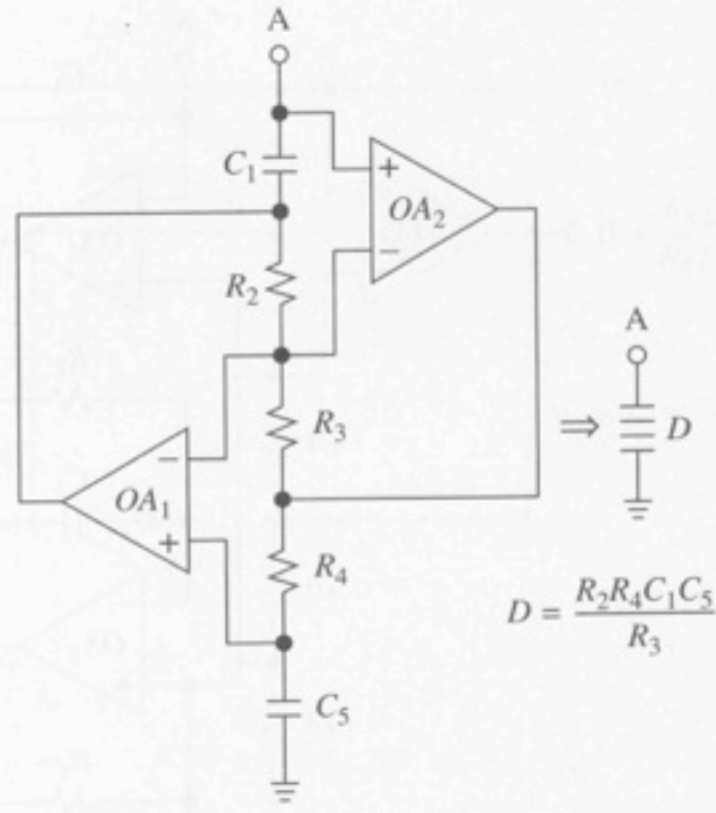 A
C₁
+
OA₂
−
R₂
A
R₃
⇒ D
−
OA₁
+
R₄
D = R₂R₄C₁C₅ / R₃
C₅